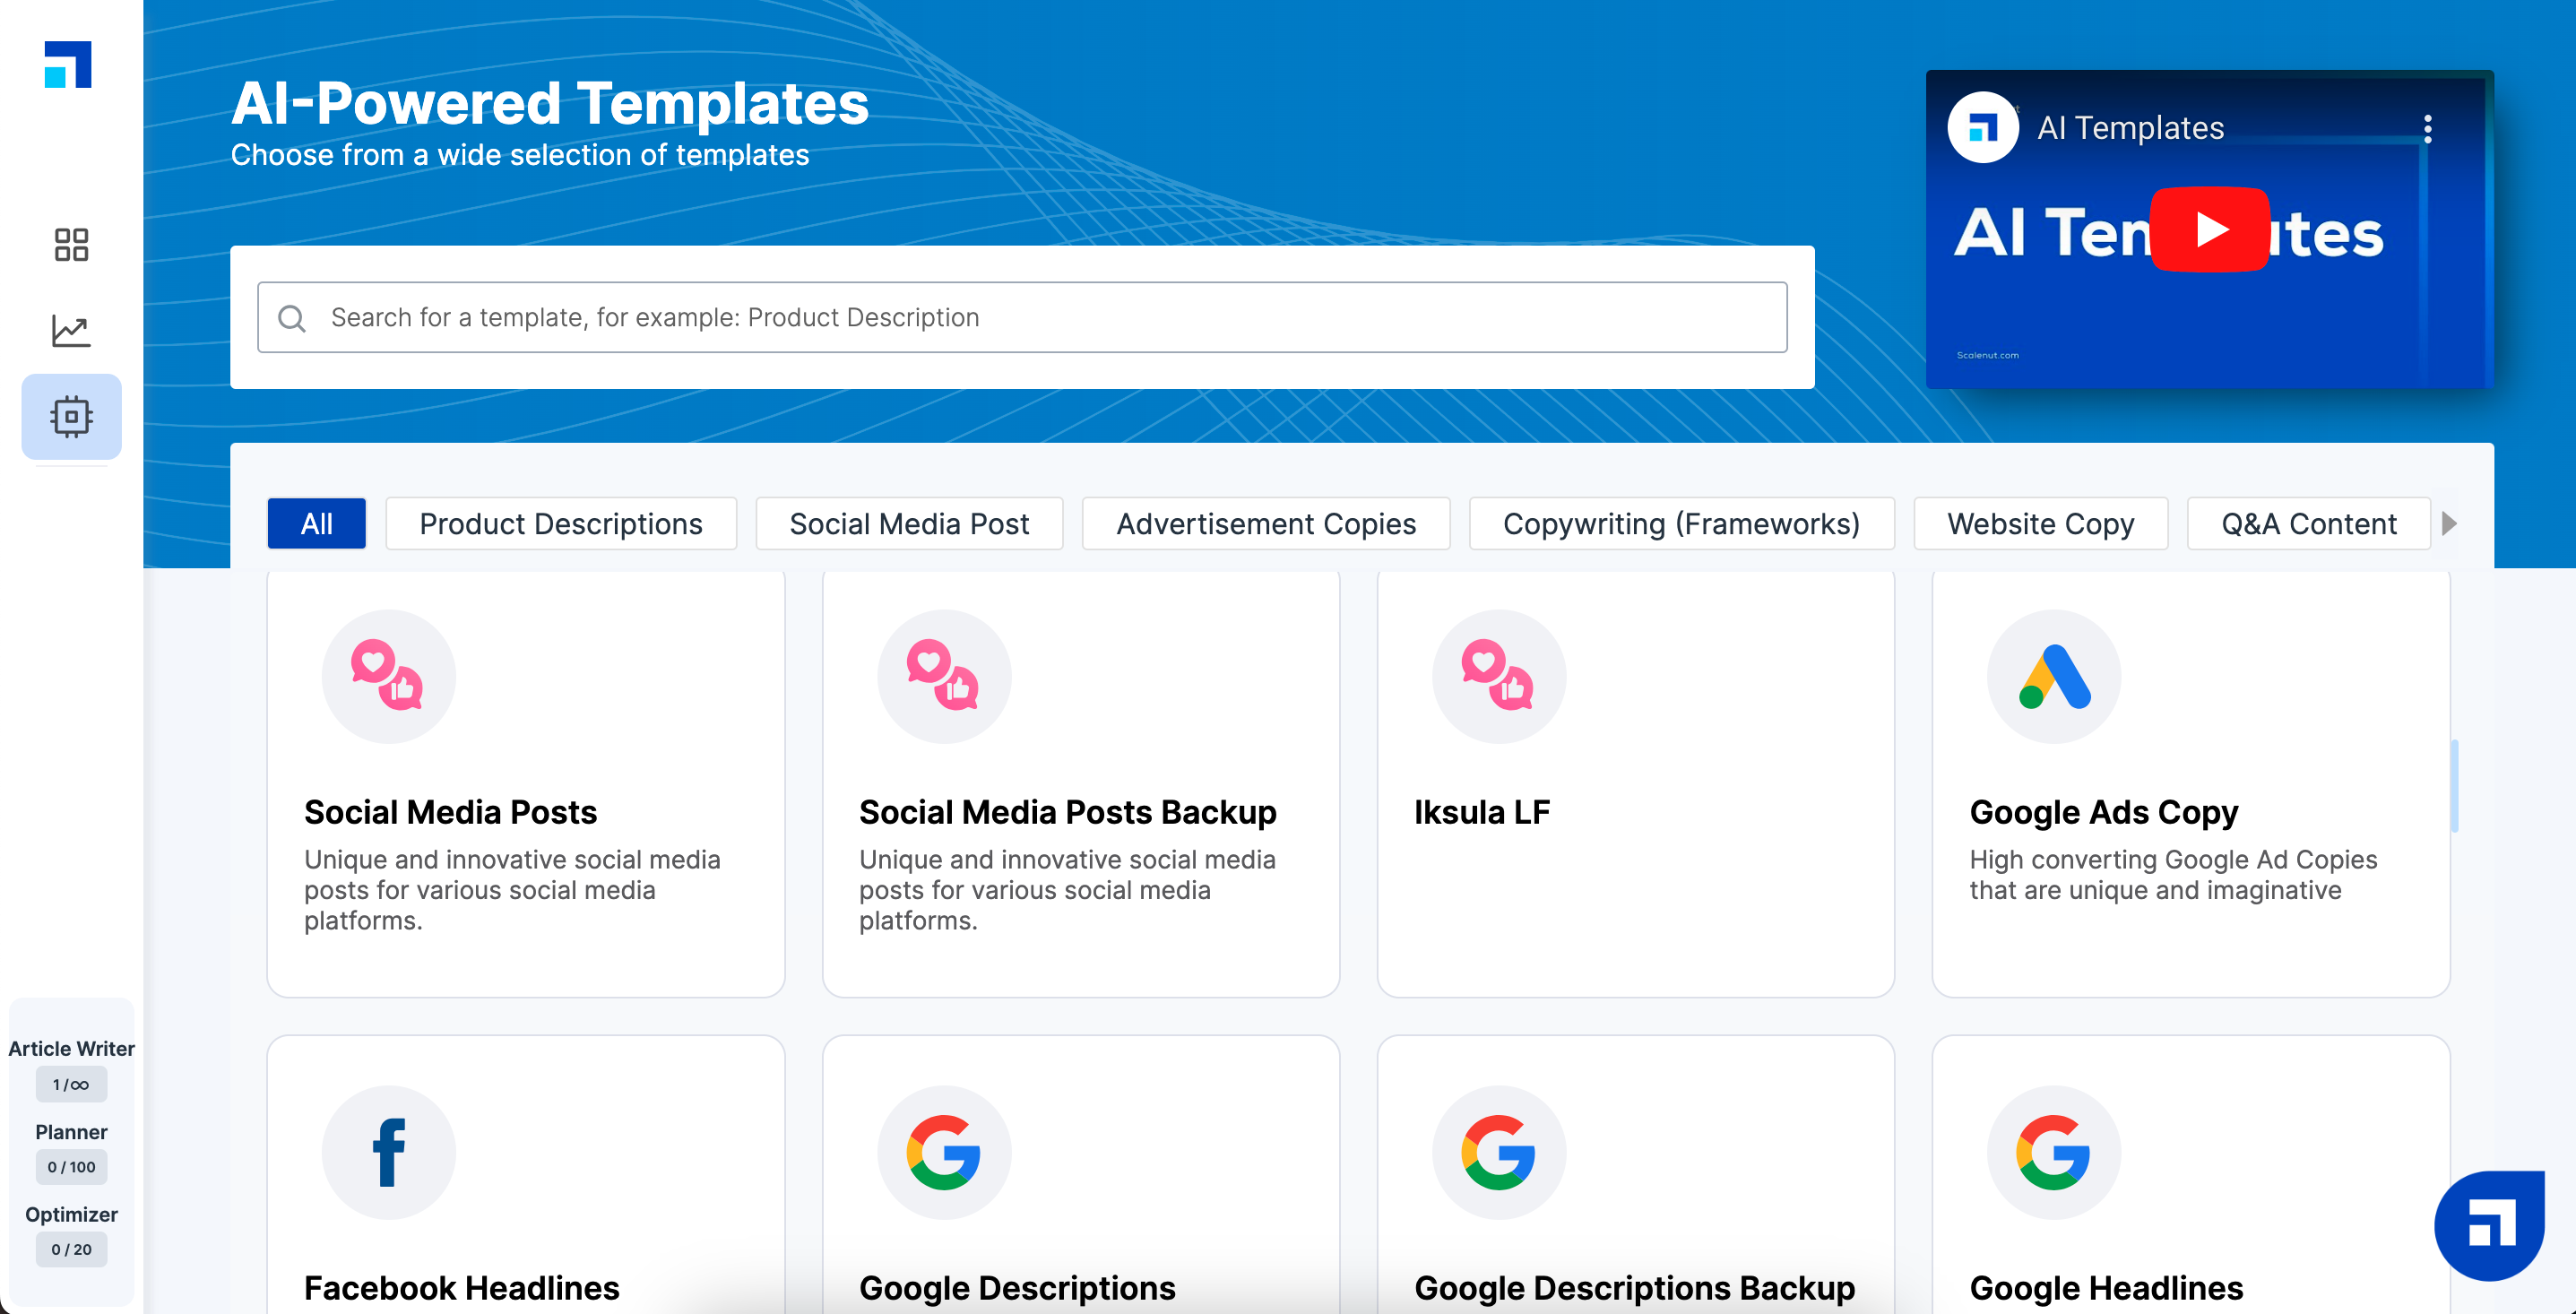 AI-Powered Templates
Choose from a wide selection of templates
Search for a template, for example: Product Description
AI Templates
AI Tem
tes
Scalenut.com
All
Product Descriptions
Social Media Post
Advertisement Copies
Copywriting (Frameworks)
Website Copy
Q&A Content
Social Media Posts
Unique and innovative social media
posts for various social media
platforms.
Social Media Posts Backup
Unique and innovative social media
posts for various social media
platforms.
Iksula LF
Google Ads Copy
High converting Google Ad Copies
that are unique and imaginative
Facebook Headlines
Google Descriptions
Google Descriptions Backup
Google Headlines
Article Writer
1 / ∞
Planner
0 / 100
Optimizer
0 / 20